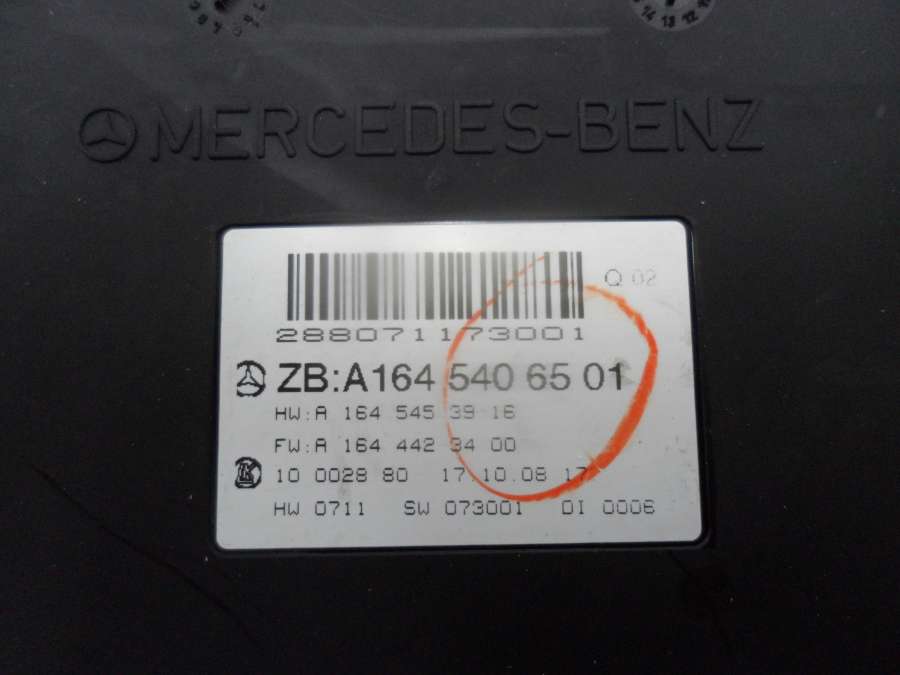 MERCEDES-BENZ
Q 02
288071173001
ZB:A164 540 65 01
HW:A 164 545 39 16
FW:A 164 442 34 00
10 0028 80 17.10.08 17
HW 0711 SW 073001 DI 0006